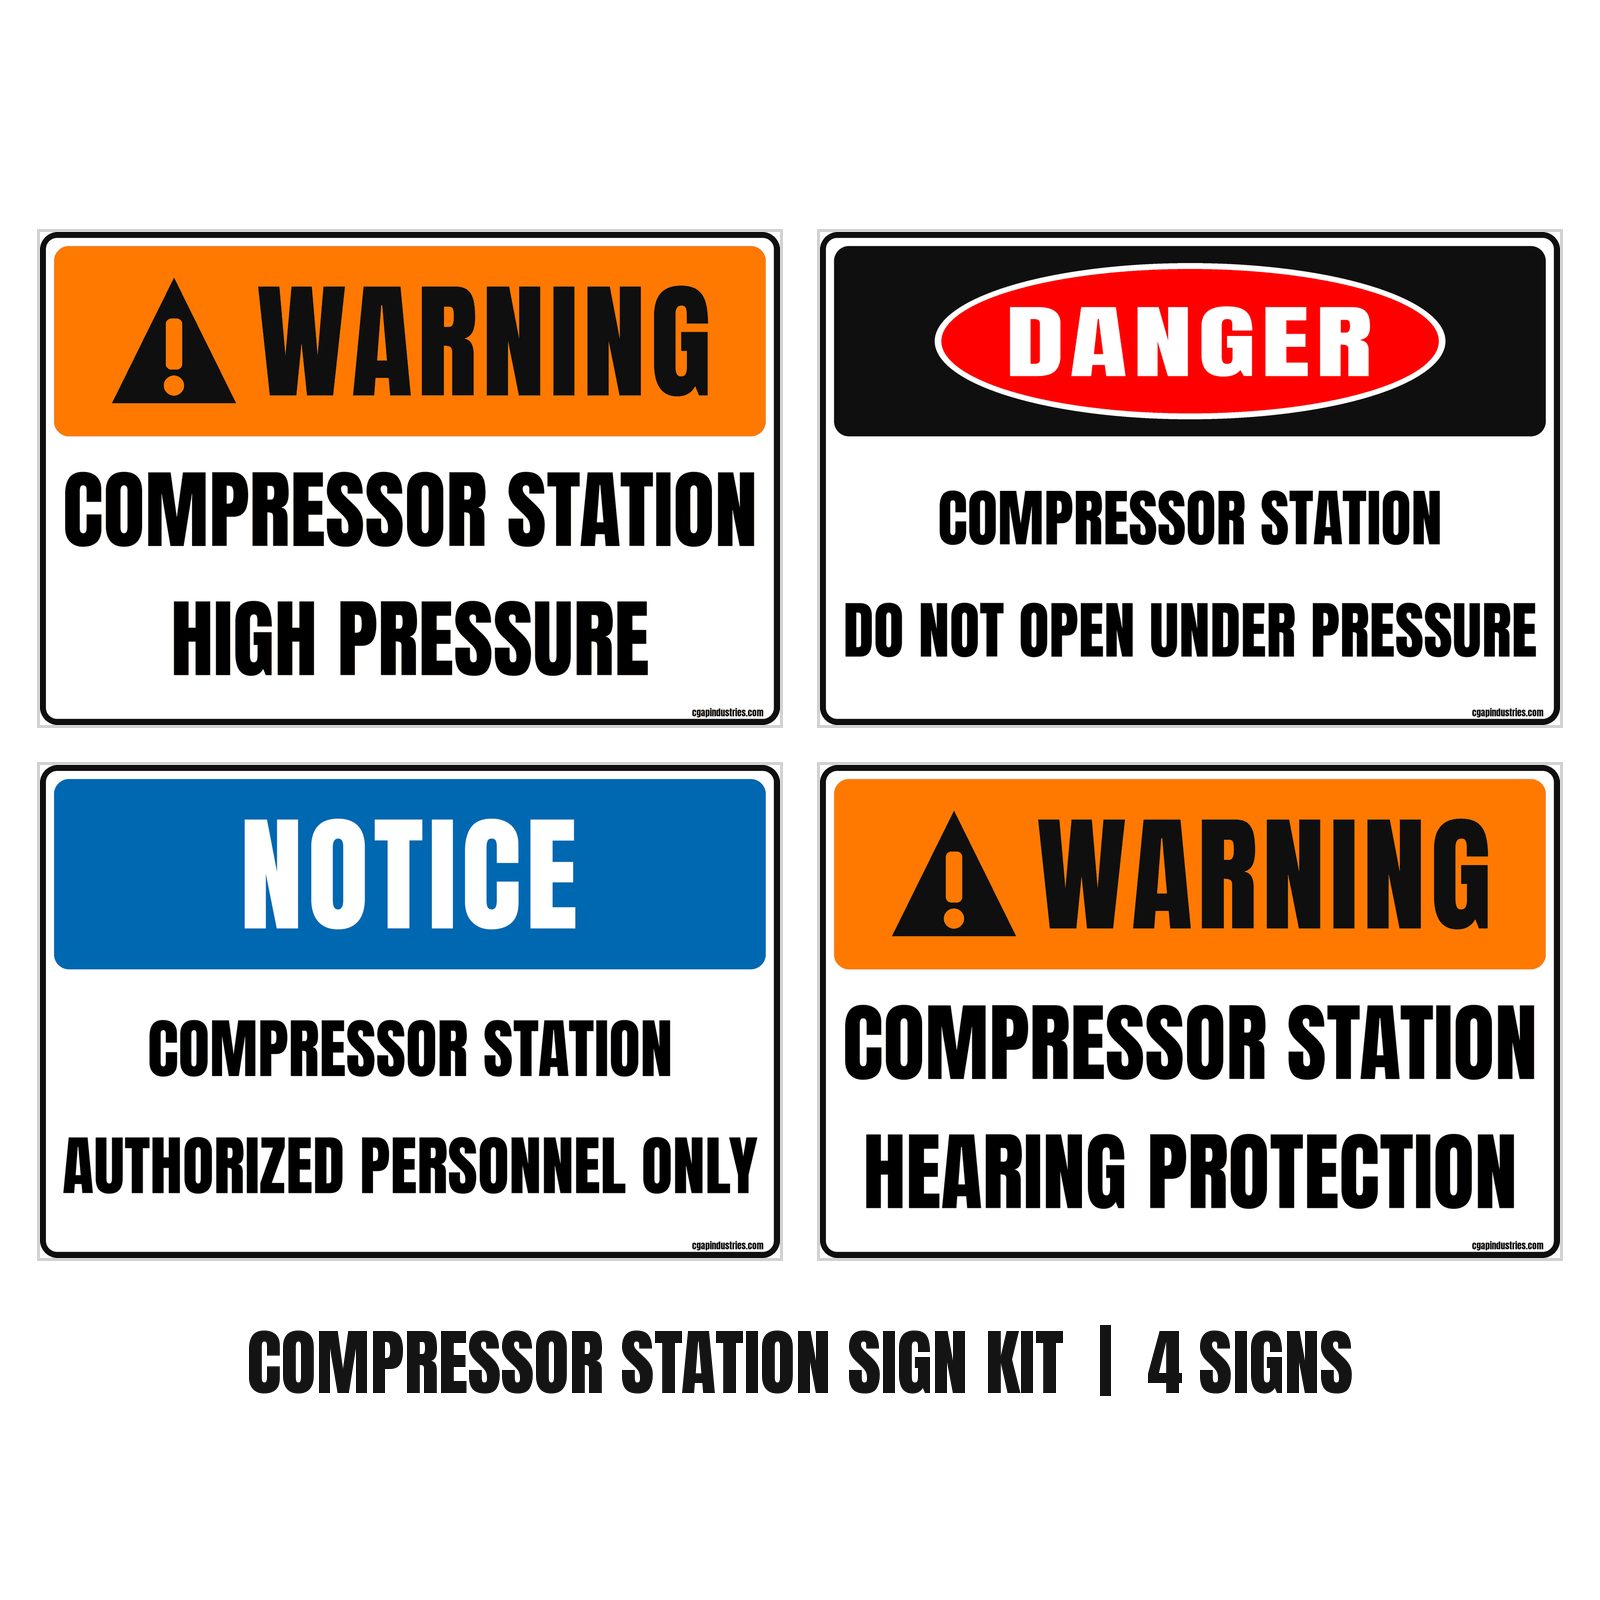 WARNING
COMPRESSOR STATION
HIGH PRESSURE
cgapindustries.com
DANGER
COMPRESSOR STATION
DO NOT OPEN UNDER PRESSURE
cgapindustries.com
NOTICE
COMPRESSOR STATION
AUTHORIZED PERSONNEL ONLY
cgapindustries.com
WARNING
COMPRESSOR STATION
HEARING PROTECTION
cgapindustries.com
COMPRESSOR STATION SIGN KIT | 4 SIGNS